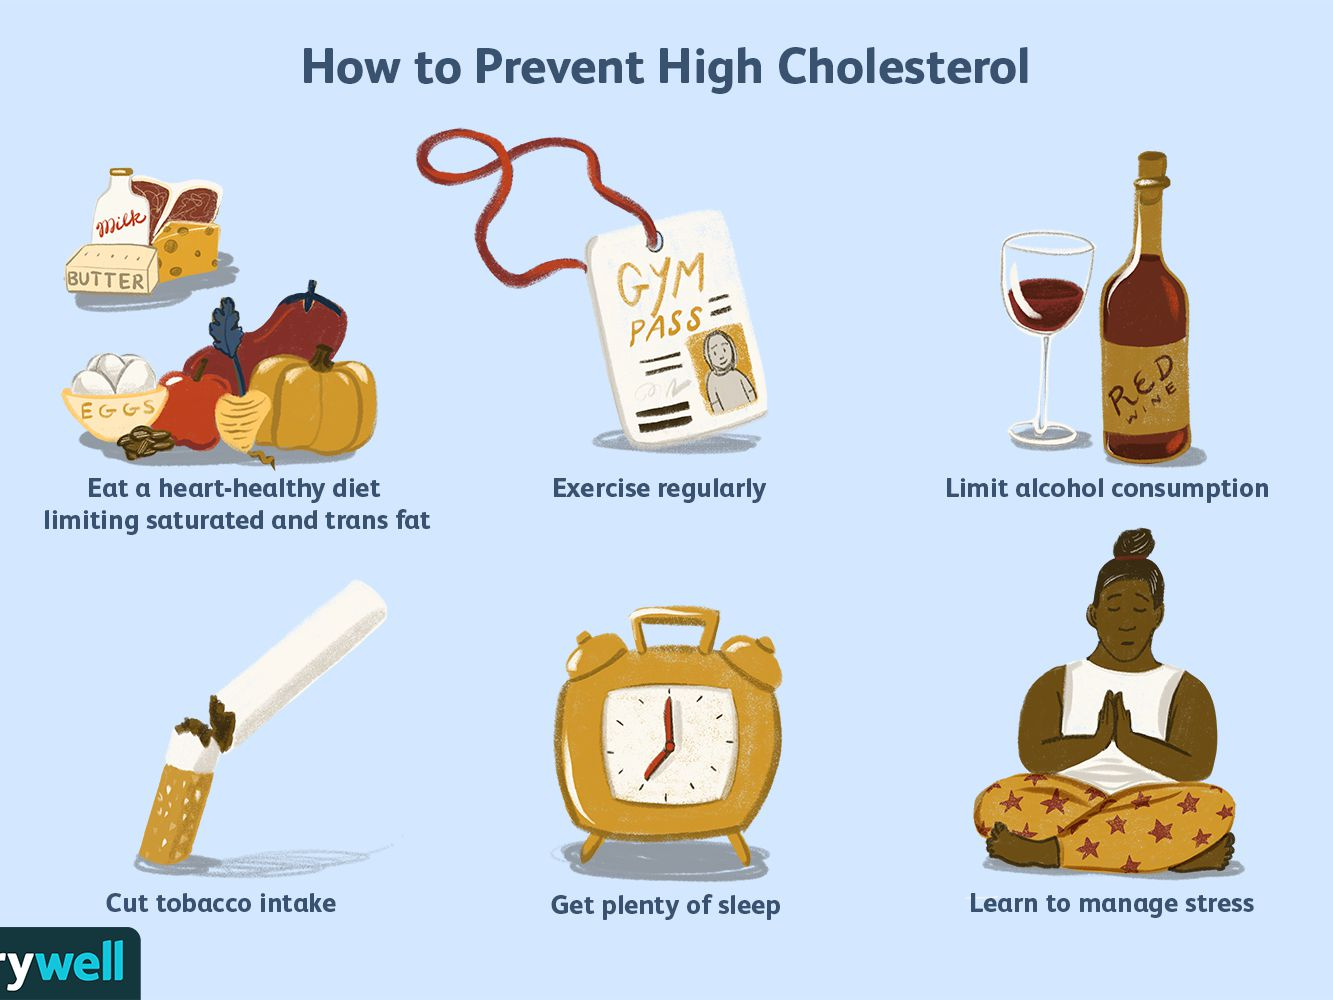 How to Prevent High Cholesterol
Milk
BUTTER
EGGS
Eat a heart-healthy diet
limiting saturated and trans fat
GYM
PASS
Exercise regularly
RED
WINE
Limit alcohol consumption
Cut tobacco intake
Get plenty of sleep
Learn to manage stress
rywell